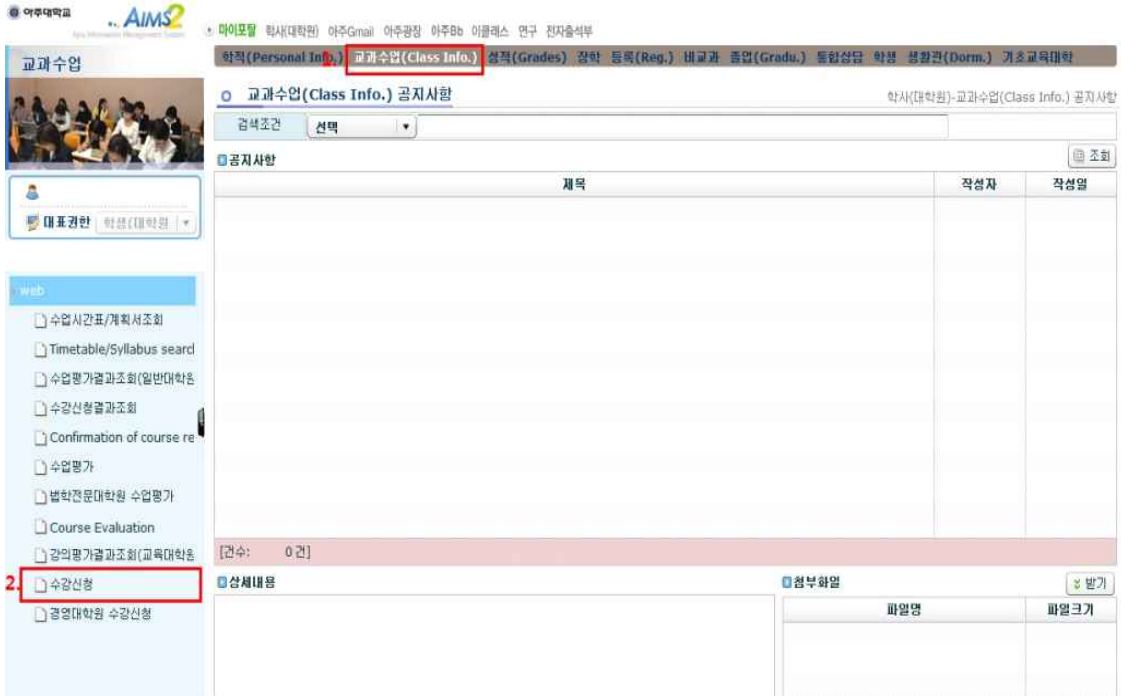 아주대학교
AIMS2
마이포탈 학사(대학원) 아주Gmail 아주광장 아주Bb 이클래스 연구 전자출석부
학적(Personal Info.) 1. 교과수업(Class Info.) 성적(Grades) 장학 등록(Reg.) 비교과 졸업(Gradu.) 통합상담 학생 생활관(Dorm.) 기초교육대학
교과수업
교과수업(Class Info.) 공지사항
학사(대학원)-교과수업(Class Info.) 공지사항
검색조건 선택
공지사항
조회
제목 작성자 작성일
대표권한 학생(대학원
web
수업시간표/계획서조회
Timetable/Syllabus searcl
수업평가결과조회(일반대학원
수강신청결과조회
Confirmation of course re
수업평가
법학전문대학원 수업평가
Course Evaluation
강의평가결과조회(교육대학원
2. 수강신청
경영대학원 수강신청
[건수: 0 건]
상세내용
첨부화일
받기
파일명 파일크기